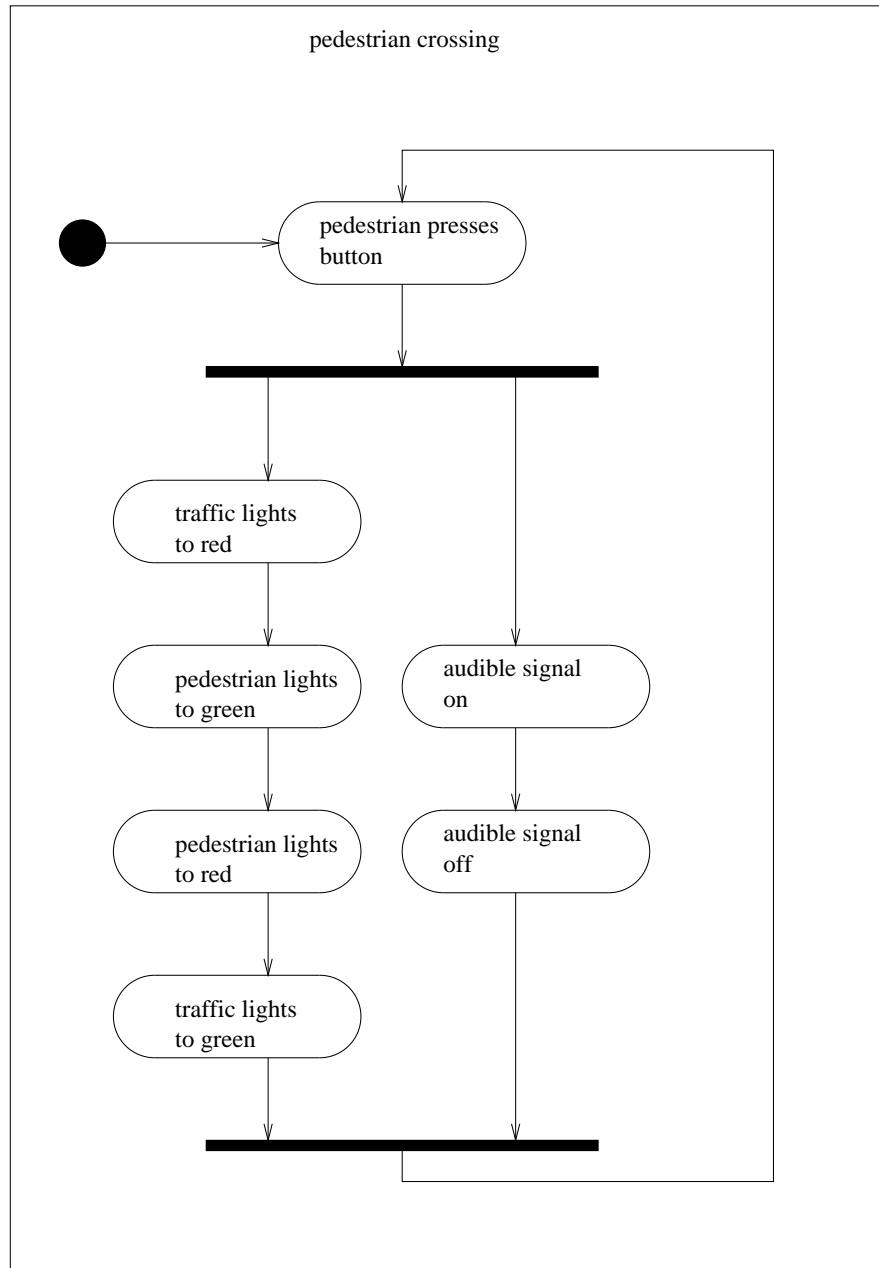 pedestrian crossing
pedestrian presses
button
traffic lights
to red
pedestrian lights
to green
audible signal
on
pedestrian lights
to red
audible signal
off
traffic lights
to green